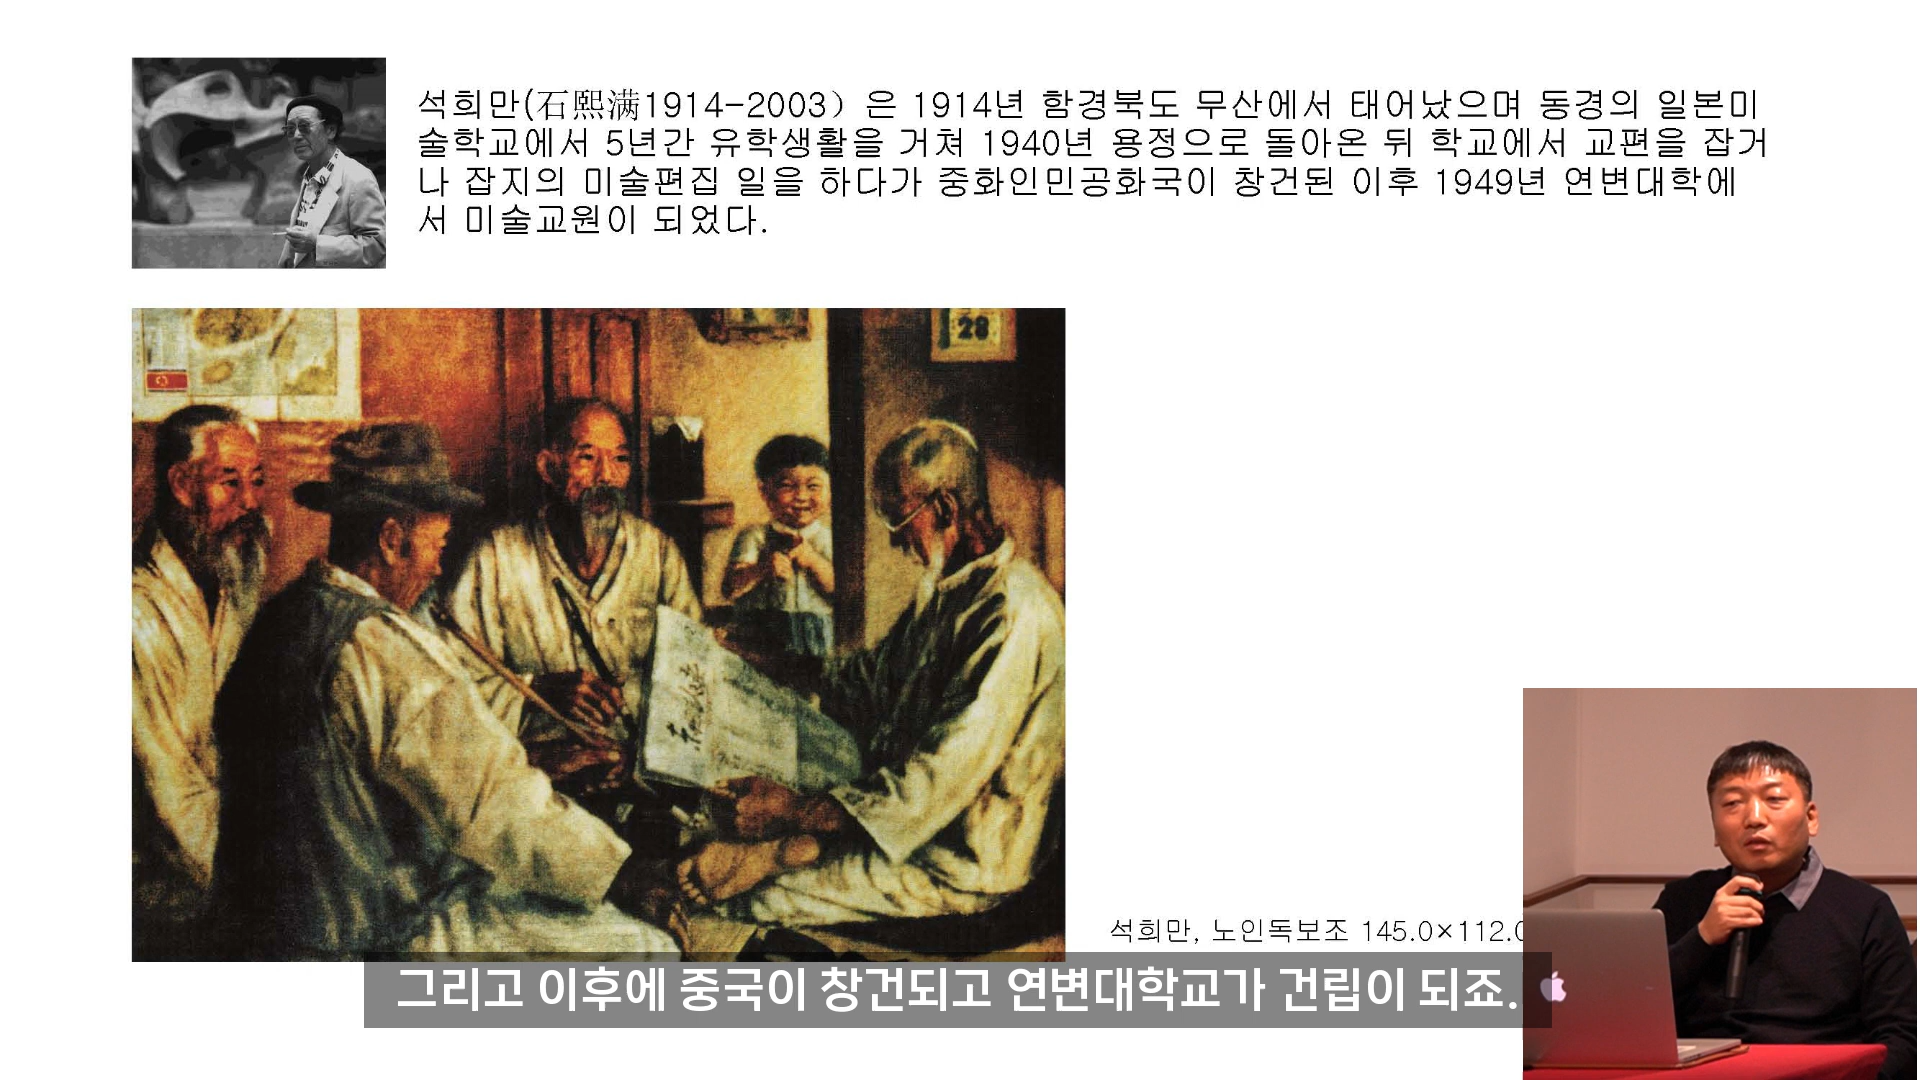 석희만(石熙满1914-2003）은 1914년 함경북도 무산에서 태어났으며 동경의 일본미
술학교에서 5년간 유학생활을 거쳐 1940년 용정으로 돌아온 뒤 학교에서 교편을 잡거
나 잡지의 미술편집 일을 하다가 중화인민공화국이 창건된 이후 1949년 연변대학에
서 미술교원이 되었다.
28
석희만, 노인독보조 145.0×112.0
그리고 이후에 중국이 창건되고 연변대학교가 건립이 되죠.